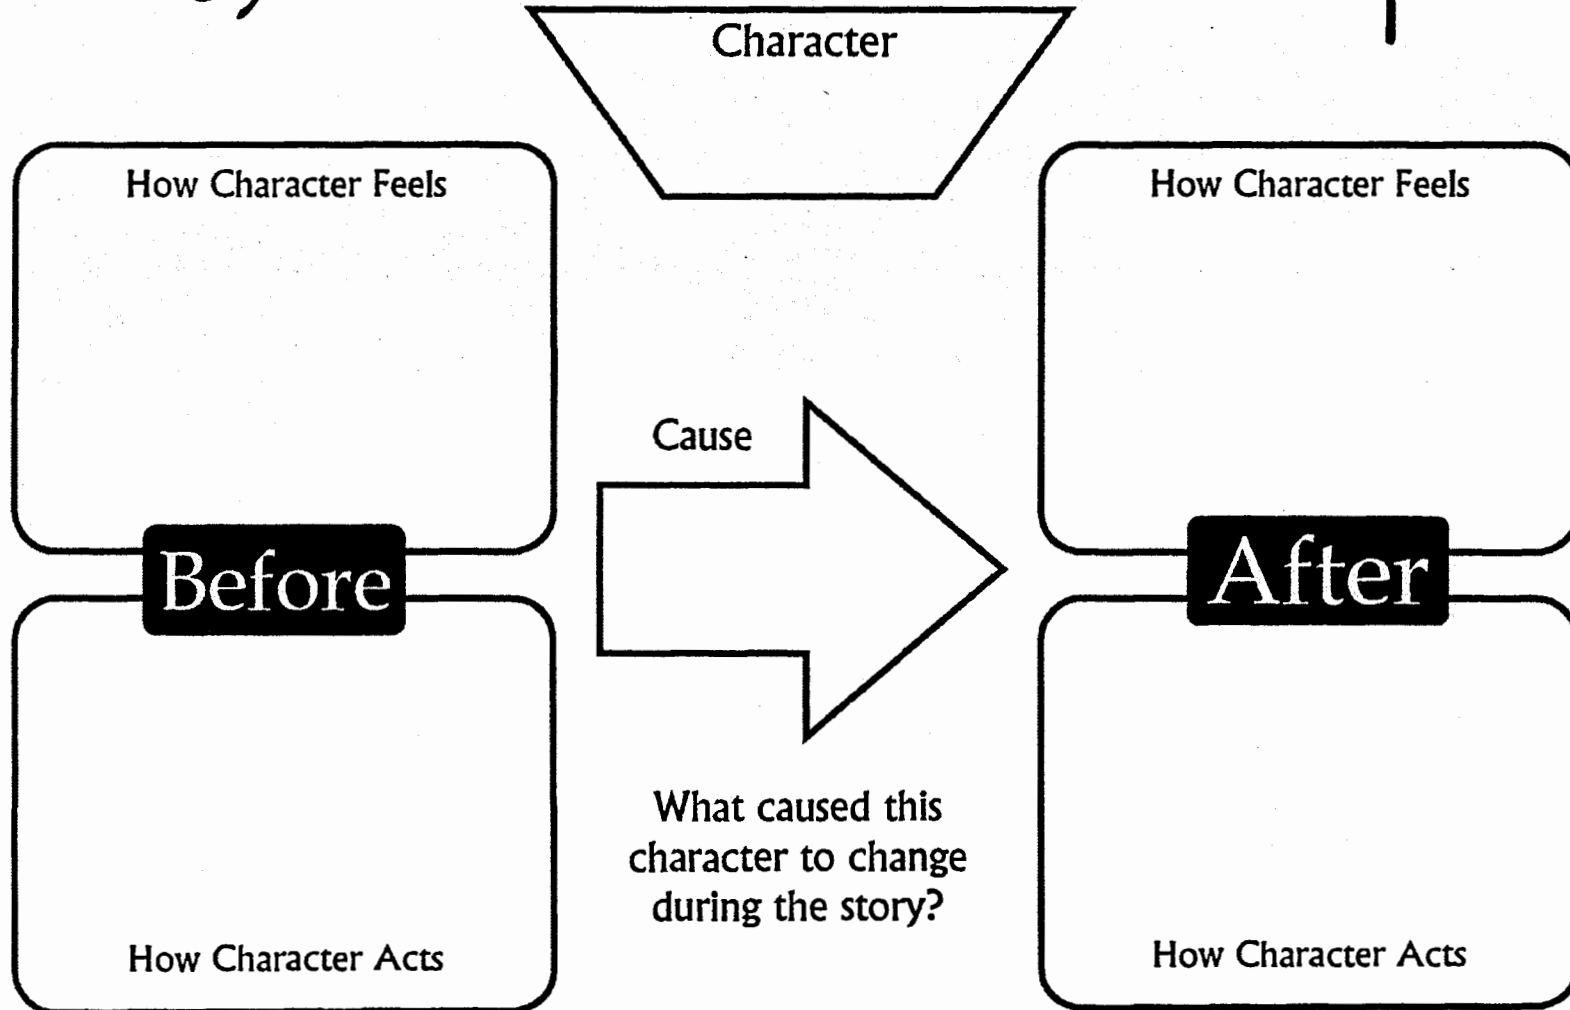 Character
How Character Feels
How Character Feels
Cause
Before
After
What caused this
character to change
during the story?
How Character Acts
How Character Acts